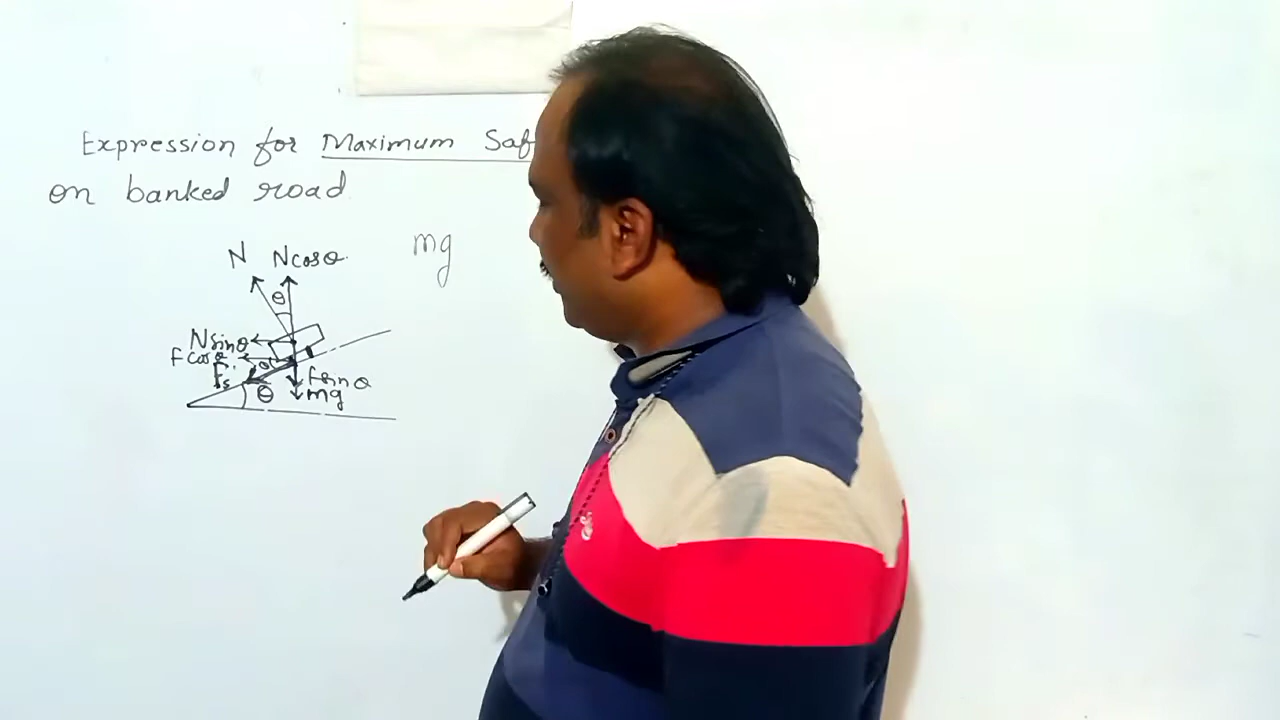 Expression for Maximum Saf
on banked road
N Ncosθ
mg
θ
Nsinθ
fcosθ
θ
fs
fsinθ
θ
mg